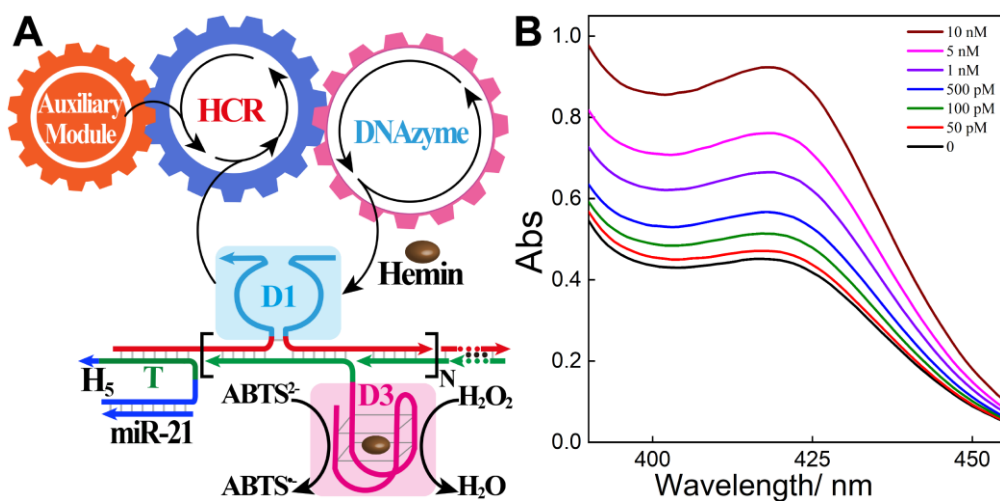 A
Auxiliary
Module
HCR
DNAzyme
Hemin
D1
H₅
T
N
miR-21
ABTS²⁻
D3
H₂O₂
ABTS•⁻
H₂O
B
10 nM
5 nM
1 nM
500 pM
100 pM
50 pM
0
1.0
0.8
0.6
0.4
0.2
0.0
Abs
400
425
450
Wavelength/ nm